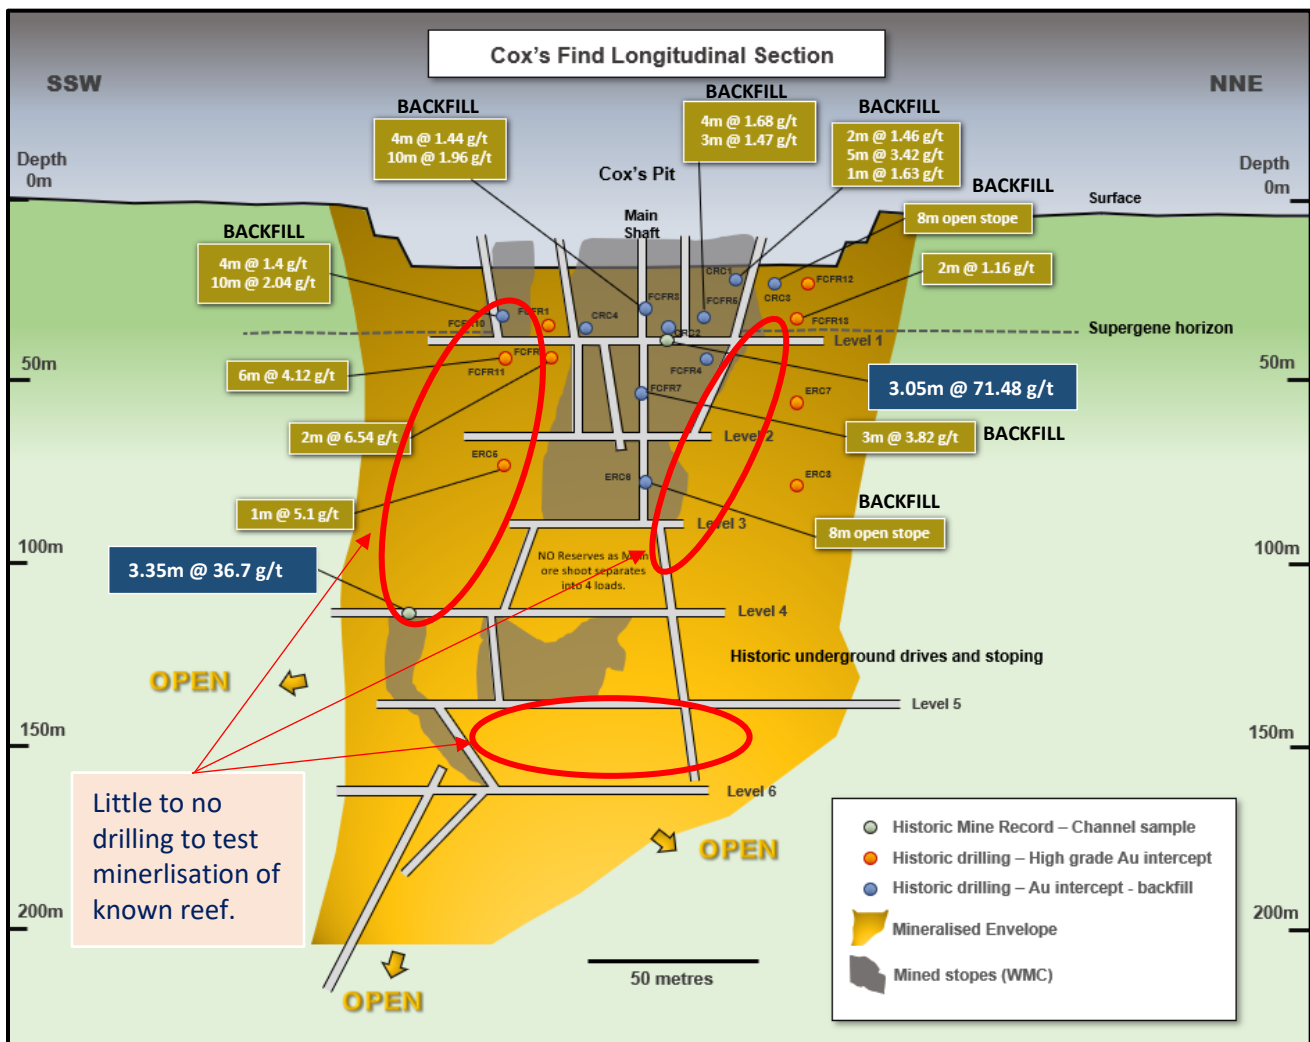 Cox's Find Longitudinal Section
SSW
NNE
BACKFILL
4m @ 1.44 g/t
10m @ 1.96 g/t
BACKFILL
4m @ 1.68 g/t
3m @ 1.47 g/t
BACKFILL
2m @ 1.46 g/t
5m @ 3.42 g/t
1m @ 1.63 g/t
Depth
0m
Cox's Pit
Depth
0m
BACKFILL
8m open stope
Surface
Main
Shaft
BACKFILL
4m @ 1.4 g/t
10m @ 2.04 g/t
2m @ 1.16 g/t
CRC1
CRC3
FCFR12
FCFR3
FCFR5
FCFR10
FCFR1
CRC4
CRC2
FCFR13
Supergene horizon
Level 1
50m
50m
6m @ 4.12 g/t
FCFR
FCFR11
FCFR4
FCFR7
3.05m @ 71.48 g/t
ERC7
2m @ 6.54 g/t
Level 2
3m @ 3.82 g/t
BACKFILL
ERC5
ERC6
ERC8
1m @ 5.1 g/t
BACKFILL
8m open stope
Level 3
100m
100m
NO Reserves as M
ore shoot separates
into 4 loads.
3.35m @ 36.7 g/t
Level 4
Historic underground drives and stoping
OPEN
Level 5
150m
150m
Level 6
Little to no
drilling to test
minerlisation of
known reef.
OPEN
200m
200m
OPEN
50 metres
Historic Mine Record – Channel sample
Historic drilling – High grade Au intercept
Historic drilling – Au intercept - backfill
Mineralised Envelope
Mined stopes (WMC)